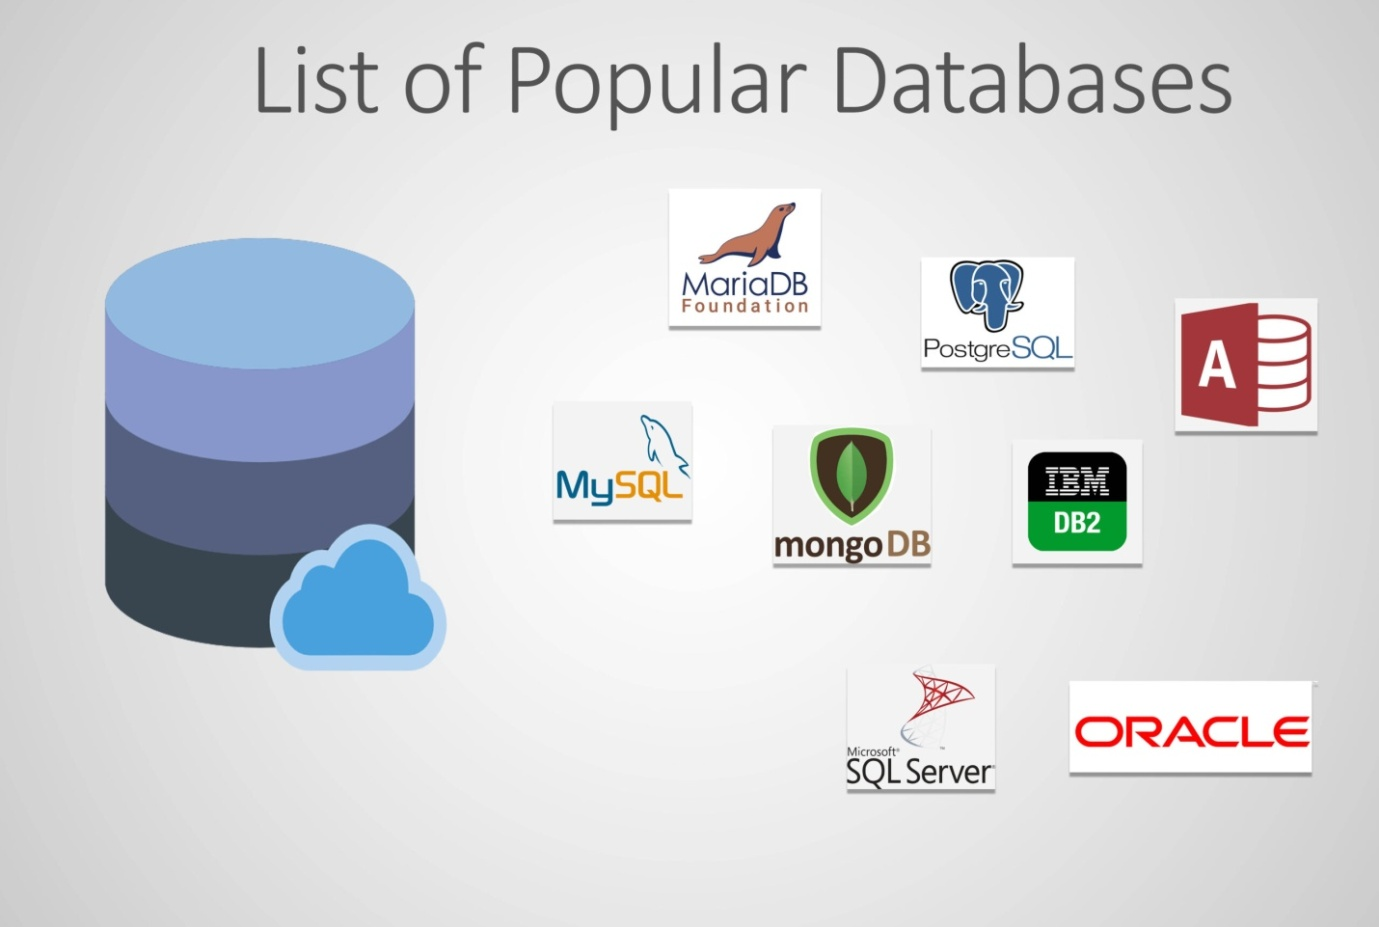 List of Popular Databases
MariaDB
Foundation
PostgreSQL
A
MySQL
mongoDB
IBM
DB2
Microsoft®
SQL Server
ORACLE